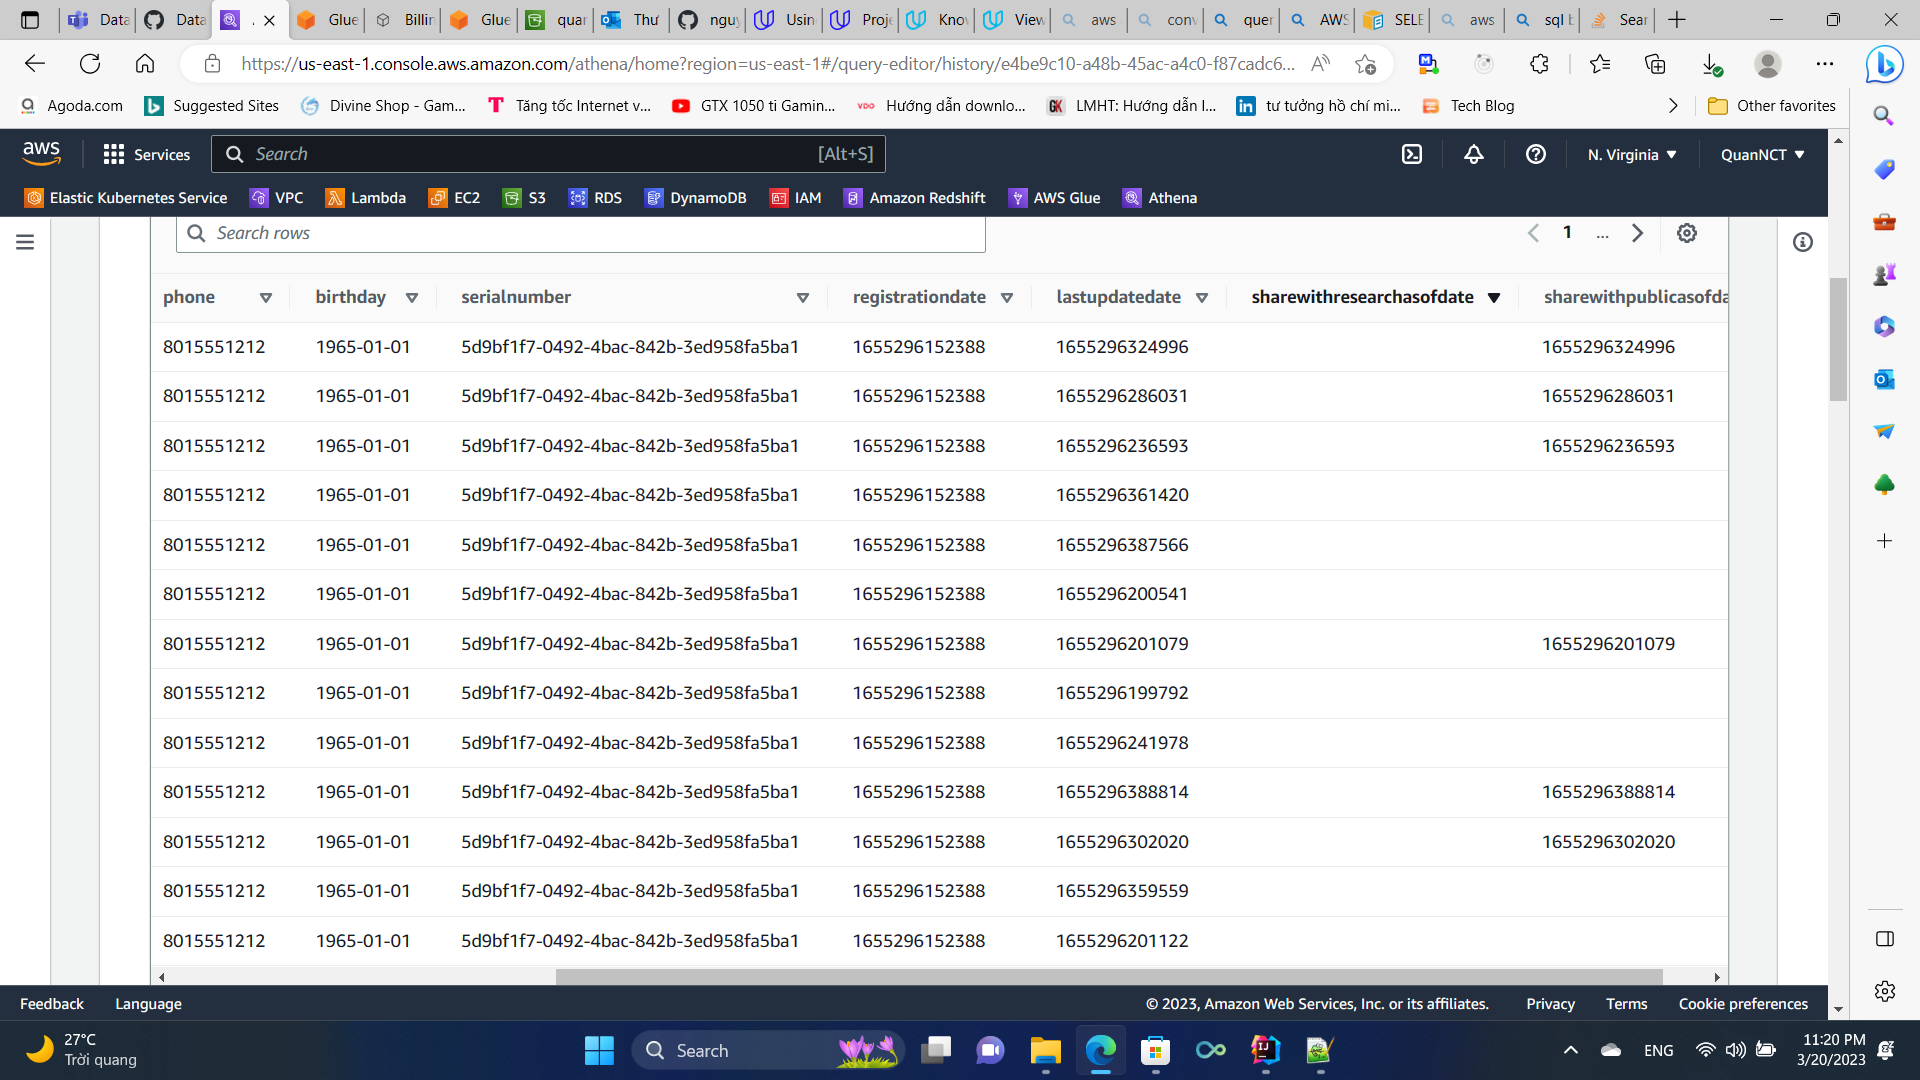 Data
Data
Glue
Billin
Glue
quar
Thư
nguy
Usin
Proje
Knov
View
aws
conv
quer
AWS
SELE
aws
sql b
Sear
https://us-east-1.console.aws.amazon.com/athena/home?region=us-east-1#/query-editor/history/e4be9c10-a48b-45ac-a4c0-f87cadc6...
Agoda.com
Suggested Sites
Divine Shop - Gam...
Tăng tốc Internet v...
GTX 1050 ti Gamin...
Hướng dẫn downlo...
LMHT: Hướng dẫn l...
tư tưởng hồ chí mi...
Tech Blog
Other favorites
aws Services Search [Alt+S] N. Virginia QuanNCT
Elastic Kubernetes Service VPC Lambda EC2 S3 RDS DynamoDB IAM Amazon Redshift AWS Glue Athena
Search rows 1 ...
phone birthday serialnumber registrationdate lastupdatedate sharewithresearchasofdate sharewithpublicasofda
8015551212 1965-01-01 5d9bf1f7-0492-4bac-842b-3ed958fa5ba1 1655296152388 1655296324996 1655296324996
8015551212 1965-01-01 5d9bf1f7-0492-4bac-842b-3ed958fa5ba1 1655296152388 1655296286031 1655296286031
8015551212 1965-01-01 5d9bf1f7-0492-4bac-842b-3ed958fa5ba1 1655296152388 1655296236593 1655296236593
8015551212 1965-01-01 5d9bf1f7-0492-4bac-842b-3ed958fa5ba1 1655296152388 1655296361420
8015551212 1965-01-01 5d9bf1f7-0492-4bac-842b-3ed958fa5ba1 1655296152388 1655296387566
8015551212 1965-01-01 5d9bf1f7-0492-4bac-842b-3ed958fa5ba1 1655296152388 1655296200541
8015551212 1965-01-01 5d9bf1f7-0492-4bac-842b-3ed958fa5ba1 1655296152388 1655296201079 1655296201079
8015551212 1965-01-01 5d9bf1f7-0492-4bac-842b-3ed958fa5ba1 1655296152388 1655296199792
8015551212 1965-01-01 5d9bf1f7-0492-4bac-842b-3ed958fa5ba1 1655296152388 1655296241978
8015551212 1965-01-01 5d9bf1f7-0492-4bac-842b-3ed958fa5ba1 1655296152388 1655296388814 1655296388814
8015551212 1965-01-01 5d9bf1f7-0492-4bac-842b-3ed958fa5ba1 1655296152388 1655296302020 1655296302020
8015551212 1965-01-01 5d9bf1f7-0492-4bac-842b-3ed958fa5ba1 1655296152388 1655296359559
8015551212 1965-01-01 5d9bf1f7-0492-4bac-842b-3ed958fa5ba1 1655296152388 1655296201122
Feedback Language © 2023, Amazon Web Services, Inc. or its affiliates. Privacy Terms Cookie preferences
27°C
Trời quang
Search
ENG
11:20 PM
3/20/2023